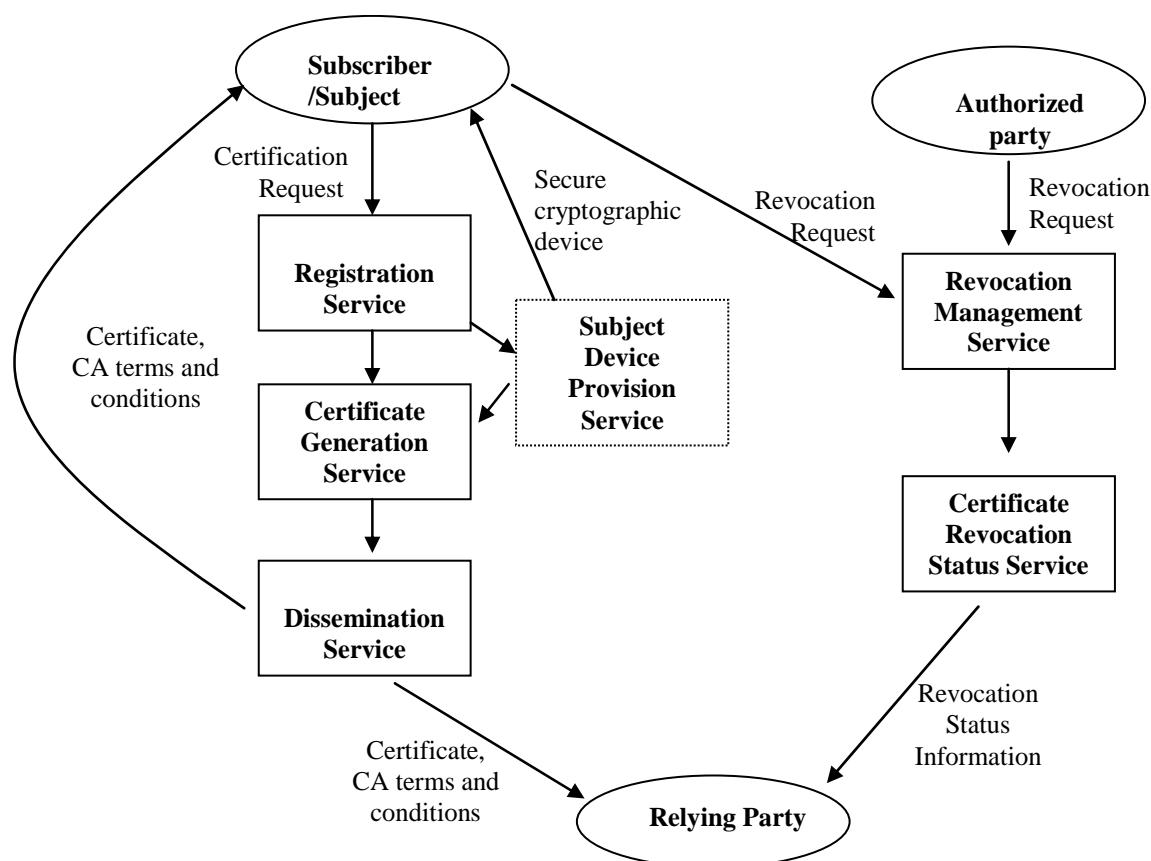 Subscriber
/Subject
Authorized
party
Certification
Request
Secure
cryptographic
device
Revocation
Request
Revocation
Request
Registration
Service
Revocation
Management
Service
Subject
Device
Provision
Service
Certificate,
CA terms and
conditions
Certificate
Generation
Service
Certificate
Revocation
Status Service
Dissemination
Service
Revocation
Status
Information
Certificate,
CA terms and
conditions
Relying Party